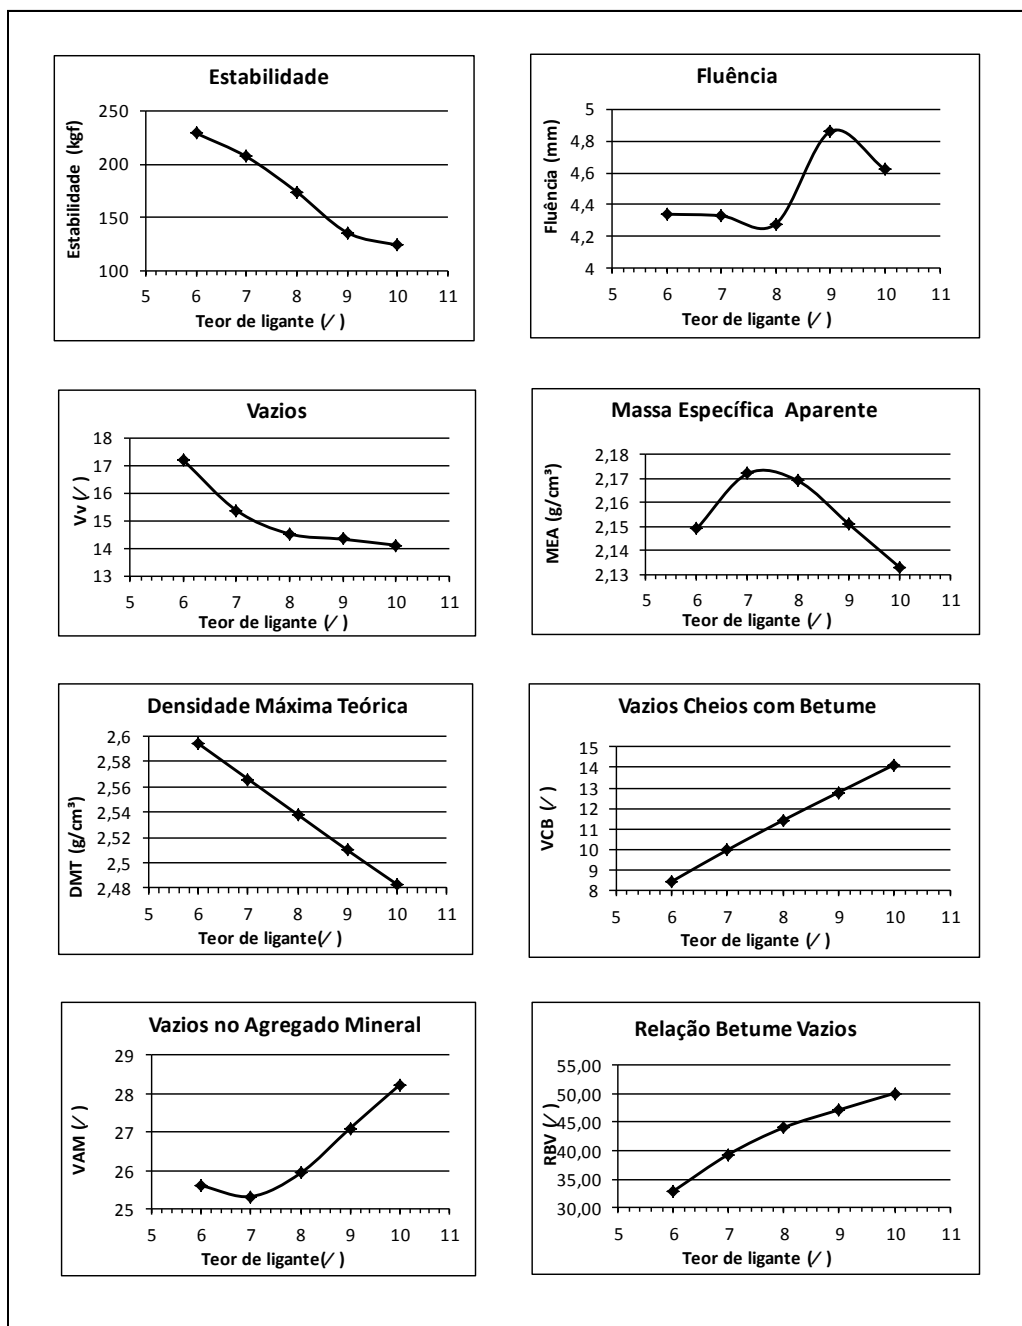 Estabilidade
Estabilidade (kgf)
250
200
150
100
5 6 7 8 9 10 11
Teor de ligante (⁄ )
Fluência
Fluência (mm)
5
4,8
4,6
4,4
4,2
4
5 6 7 8 9 10 11
Teor de ligante (⁄ )
Vazios
Vv (⁄ )
18
17
16
15
14
13
5 6 7 8 9 10 11
Teor de ligante (⁄ )
Massa Específica Aparente
MEA (g/cm³)
2,18
2,17
2,16
2,15
2,14
2,13
5 6 7 8 9 10 11
Teor de ligante (⁄ )
Densidade Máxima Teórica
DMT (g/cm³)
2,6
2,58
2,56
2,54
2,52
2,5
2,48
5 6 7 8 9 10 11
Teor de ligante(⁄ )
Vazios Cheios com Betume
VCB (⁄ )
15
14
13
12
11
10
9
8
5 6 7 8 9 10 11
Teor de ligante (⁄ )
Vazios no Agregado Mineral
VAM (⁄ )
29
28
27
26
25
5 6 7 8 9 10 11
Teor de ligante(⁄ )
Relação Betume Vazios
RBV (⁄ )
55,00
50,00
45,00
40,00
35,00
30,00
5 6 7 8 9 10 11
Teor de ligante (⁄ )